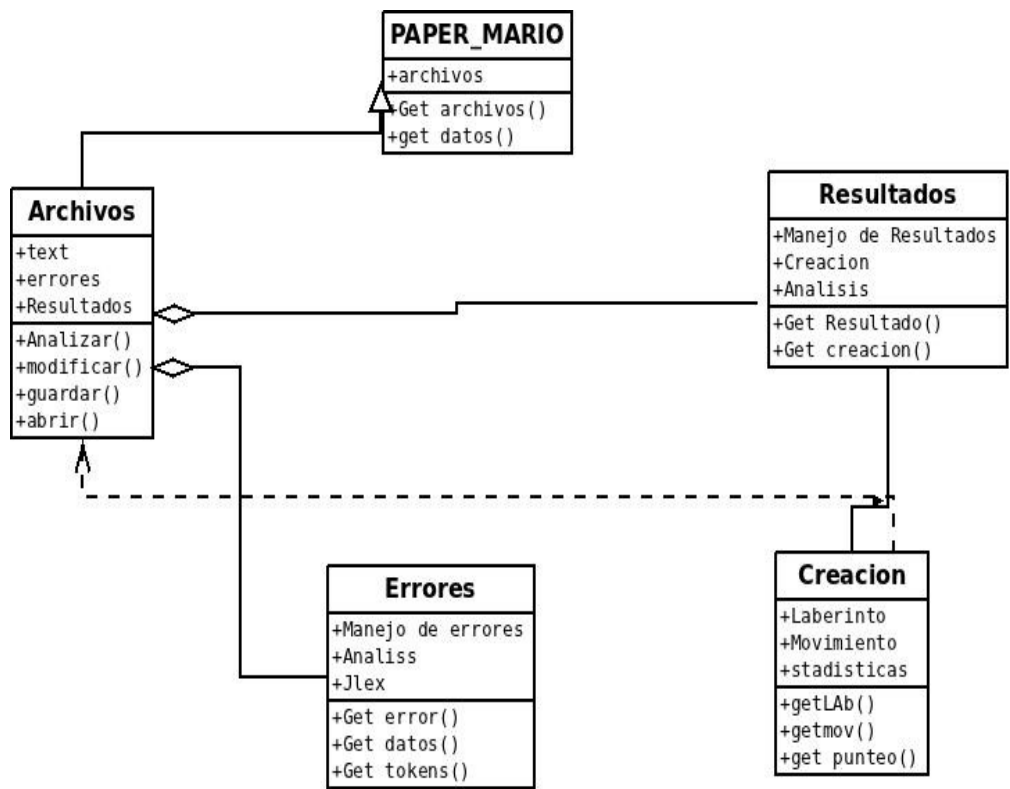 PAPER_MARIO
+archivos
+Get archivos()
+get datos()
Archivos
+text
+errores
+Resultados
+Analizar()
+modificar()
+guardar()
+abrir()
Resultados
+Manejo de Resultados
+Creacion
+Analisis
+Get Resultado()
+Get creacion()
Errores
+Manejo de errores
+Analiss
+Jlex
+Get error()
+Get datos()
+Get tokens()
Creacion
+Laberinto
+Movimiento
+stadisticas
+getLAb()
+getmov()
+get punteo()